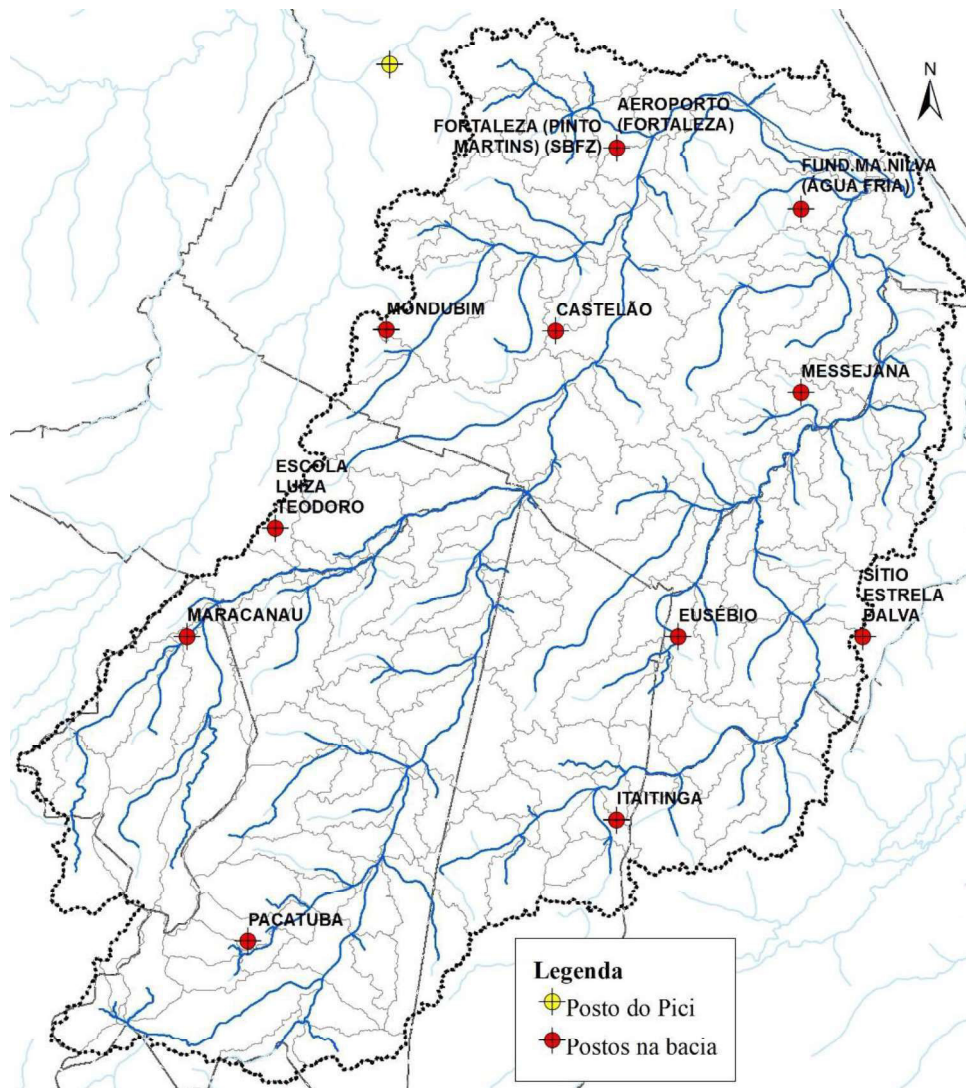 N
AEROPORTO
(FORTALEZA)
FORTALEZA (PINTO
MARTINS) (SBFZ)
FUND.MA.NILVA
(ÁGUA FRIA)
MONDUBIM
CASTELÃO
MESSEJANA
ESCOLA
LUIZA
TEODORO
SÍTIO
ESTRELA
DALVA
MARACANAU
EUSÉBIO
ITAITINGA
PACATUBA
Legenda
Posto do Pici
Postos na bacia